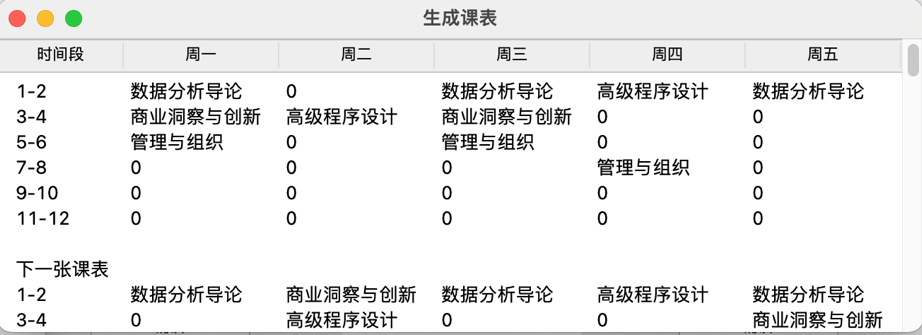 生成课表
时间段 周一 周二 周三 周四 周五
1-2 数据分析导论 0 数据分析导论 高级程序设计 数据分析导论
3-4 商业洞察与创新 高级程序设计 商业洞察与创新 0 0
5-6 管理与组织 0 管理与组织 0 0
7-8 0 0 0 管理与组织 0
9-10 0 0 0 0 0
11-12 0 0 0 0 0
下一张课表
1-2 数据分析导论 商业洞察与创新 数据分析导论 高级程序设计 数据分析导论
3-4 0 高级程序设计 0 0 商业洞察与创新